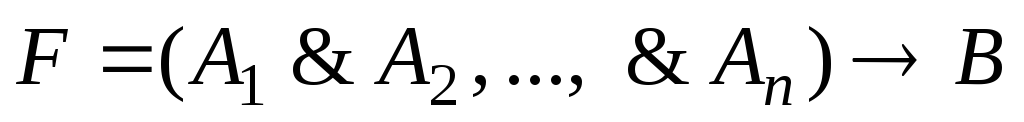 F = (A₁ & A₂ , ..., & Aₙ) → B